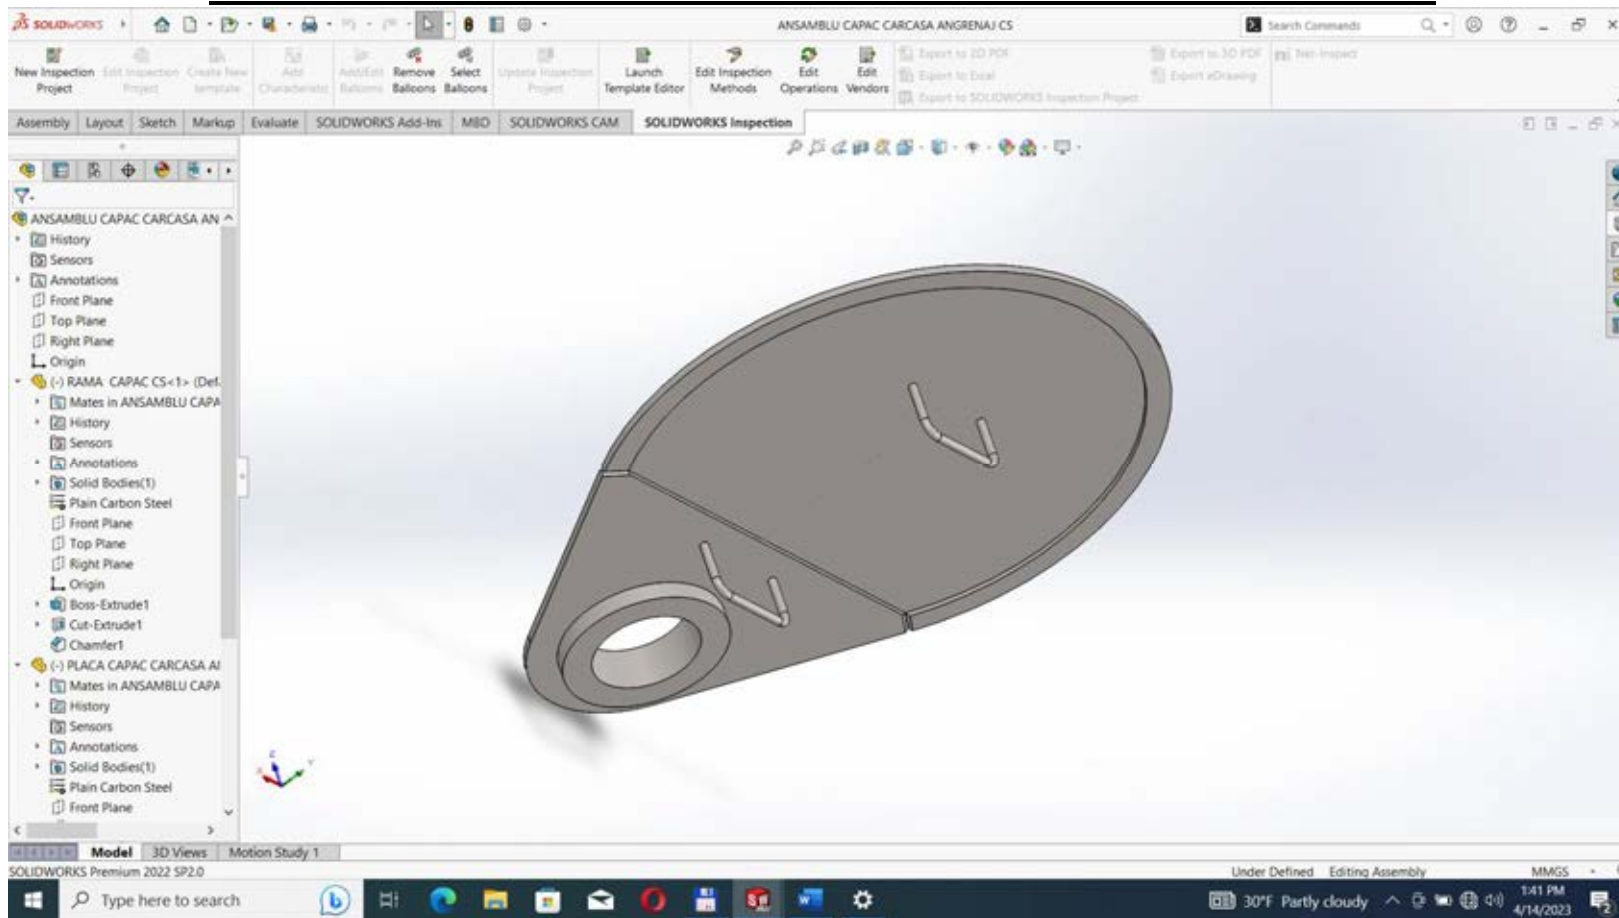 SOLIDWORKS
ANSAMBLU CAPAC CARCASA ANGRENAJ CS
Search Commands
New Inspection Project
Edit Inspection Project
Create New template
Add Characteristic
Add/Edit Balloons
Remove Balloons
Select Balloons
Update Inspection Project
Launch Template Editor
Edit Inspection Methods
Edit Operations
Edit Vendors
Export to 2D PDF
Export to Excel
Export to SOLIDWORKS Inspection Project
Export to 3D PDF
Export eDrawing
Net-Inspect
Assembly Layout Sketch Markup Evaluate SOLIDWORKS Add-Ins MBD SOLIDWORKS CAM SOLIDWORKS Inspection
ANSAMBLU CAPAC CARCASA AN
History
Sensors
Annotations
Front Plane
Top Plane
Right Plane
Origin
(-) RAMA CAPAC CS<1> (Def.
Mates in ANSAMBLU CAPA
History
Sensors
Annotations
Solid Bodies(1)
Plain Carbon Steel
Front Plane
Top Plane
Right Plane
Origin
Boss-Extrude1
Cut-Extrude1
Chamfer1
(-) PLACA CAPAC CARCASA AI
Mates in ANSAMBLU CAPA
History
Sensors
Annotations
Solid Bodies(1)
Plain Carbon Steel
Front Plane
Model 3D Views Motion Study 1
SOLIDWORKS Premium 2022 SP2.0
Under Defined Editing Assembly MMGS
Type here to search
30°F Partly cloudy
1:41 PM
4/14/2023